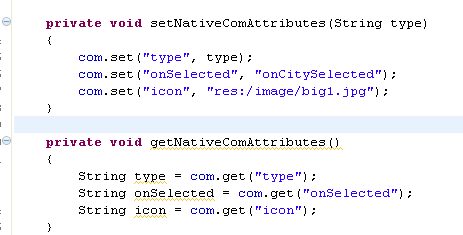 private void setNativeComAttributes(String type)
{
com.set("type", type);
com.set("onSelected", "onCitySelected");
com.set("icon", "res:/image/big1.jpg");
}
private void getNativeComAttributes()
{
String type = com.get("type");
String onSelected = com.get("onSelected");
String icon = com.get("icon");
}